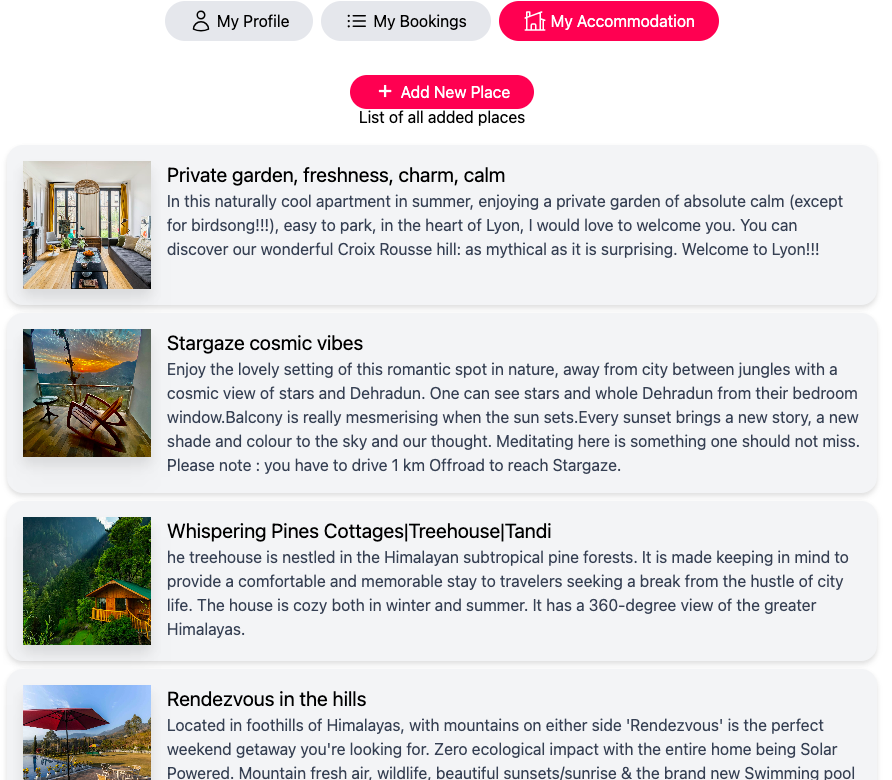 My Profile
My Bookings
My Accommodation
+ Add New Place
List of all added places
Private garden, freshness, charm, calm
In this naturally cool apartment in summer, enjoying a private garden of absolute calm (except
for birdsong!!!), easy to park, in the heart of Lyon, I would love to welcome you. You can
discover our wonderful Croix Rousse hill: as mythical as it is surprising. Welcome to Lyon!!!
Stargaze cosmic vibes
Enjoy the lovely setting of this romantic spot in nature, away from city between jungles with a
cosmic view of stars and Dehradun. One can see stars and whole Dehradun from their bedroom
window.Balcony is really mesmerising when the sun sets.Every sunset brings a new story, a new
shade and colour to the sky and our thought. Meditating here is something one should not miss.
Please note : you have to drive 1 km Offroad to reach Stargaze.
Whispering Pines Cottages|Treehouse|Tandi
he treehouse is nestled in the Himalayan subtropical pine forests. It is made keeping in mind to
provide a comfortable and memorable stay to travelers seeking a break from the hustle of city
life. The house is cozy both in winter and summer. It has a 360-degree view of the greater
Himalayas.
Rendezvous in the hills
Located in foothills of Himalayas, with mountains on either side 'Rendezvous' is the perfect
weekend getaway you're looking for. Zero ecological impact with the entire home being Solar
Powered. Mountain fresh air, wildlife, beautiful sunsets/sunrise & the brand new Swimming pool